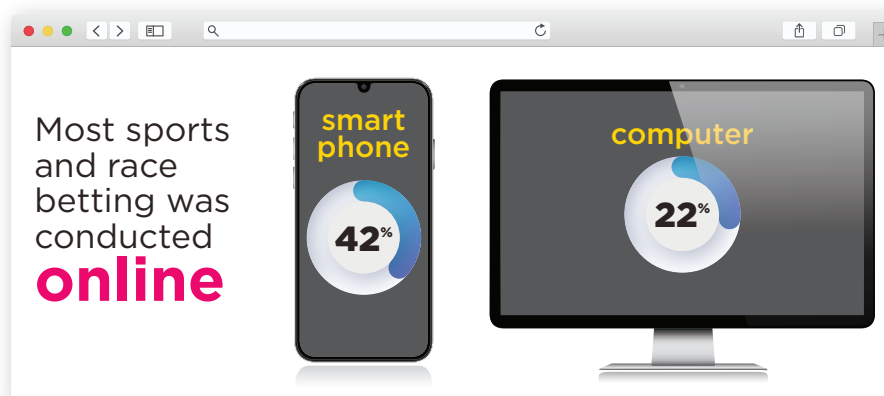 Most sports
and race
betting was
conducted
online
smart
phone
42%
computer
22%